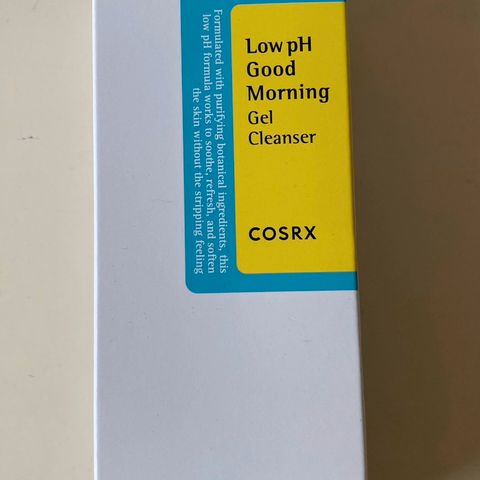 Low pH
Good
Morning
Gel
Cleanser
COSRX
Formulated with purifying botanical ingredients, this
low pH formula works to soothe, refresh, and soften
the skin without the stripping feeling